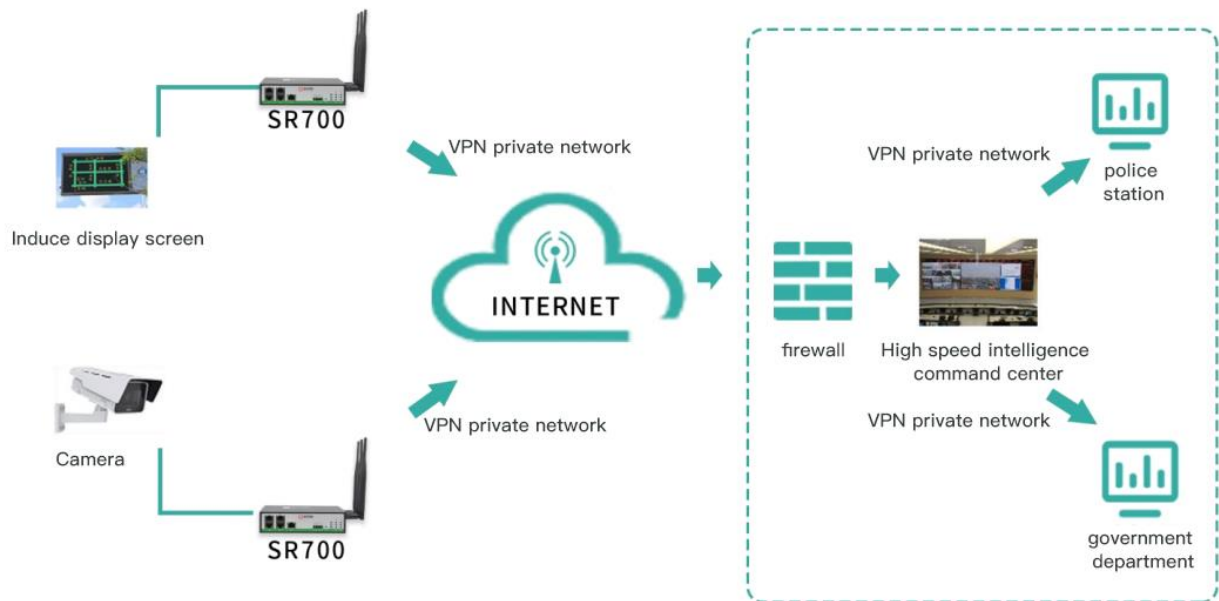 SR700
VPN private network
Induce display screen
INTERNET
Camera
VPN private network
SR700
VPN private network
police
station
firewall
High speed intelligence
command center
VPN private network
government
department